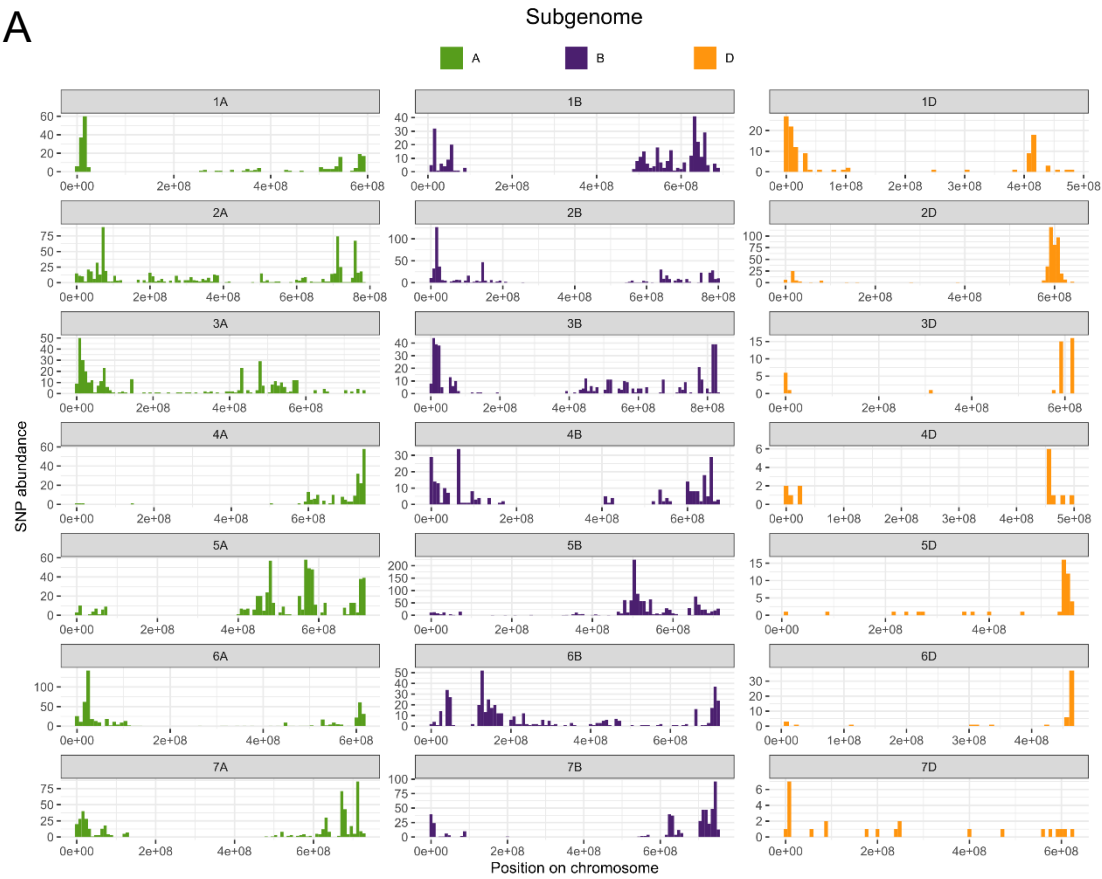 A
Subgenome
A B D
1A 1B 1D
60 40 20 0
40 30 20 10 0
20 10 0
0e+00 2e+08 4e+08 6e+08
0e+00 2e+08 4e+08 6e+08
0e+00 1e+08 2e+08 3e+08 4e+08 5e+08
2A 2B 2D
75 50 25 0
100 50 0
100 75 50 25 0
0e+00 2e+08 4e+08 6e+08 8e+08
0e+00 2e+08 4e+08 6e+08 8e+08
0e+00 2e+08 4e+08 6e+08
3A 3B 3D
50 40 30 20 10 0
40 30 20 10 0
15 10 5 0
0e+00 2e+08 4e+08 6e+08
0e+00 2e+08 4e+08 6e+08 8e+08
0e+00 2e+08 4e+08 6e+08
4A 4B 4D
60 40 20 0
30 20 10 0
6 4 2 0
0e+00 2e+08 4e+08 6e+08
0e+00 2e+08 4e+08 6e+08
0e+00 1e+08 2e+08 3e+08 4e+08 5e+08
SNP abundance
5A 5B 5D
60 40 20 0
200 150 100 50 0
15 10 5 0
0e+00 2e+08 4e+08 6e+08
0e+00 2e+08 4e+08 6e+08
0e+00 2e+08 4e+08
6A 6B 6D
100 50 0
50 40 30 20 10 0
30 20 10 0
0e+00 2e+08 4e+08 6e+08
0e+00 2e+08 4e+08 6e+08
0e+00 1e+08 2e+08 3e+08 4e+08
7A 7B 7D
75 50 25 0
100 75 50 25 0
6 4 2 0
0e+00 2e+08 4e+08 6e+08
0e+00 2e+08 4e+08 6e+08
0e+00 2e+08 4e+08 6e+08
Position on chromosome